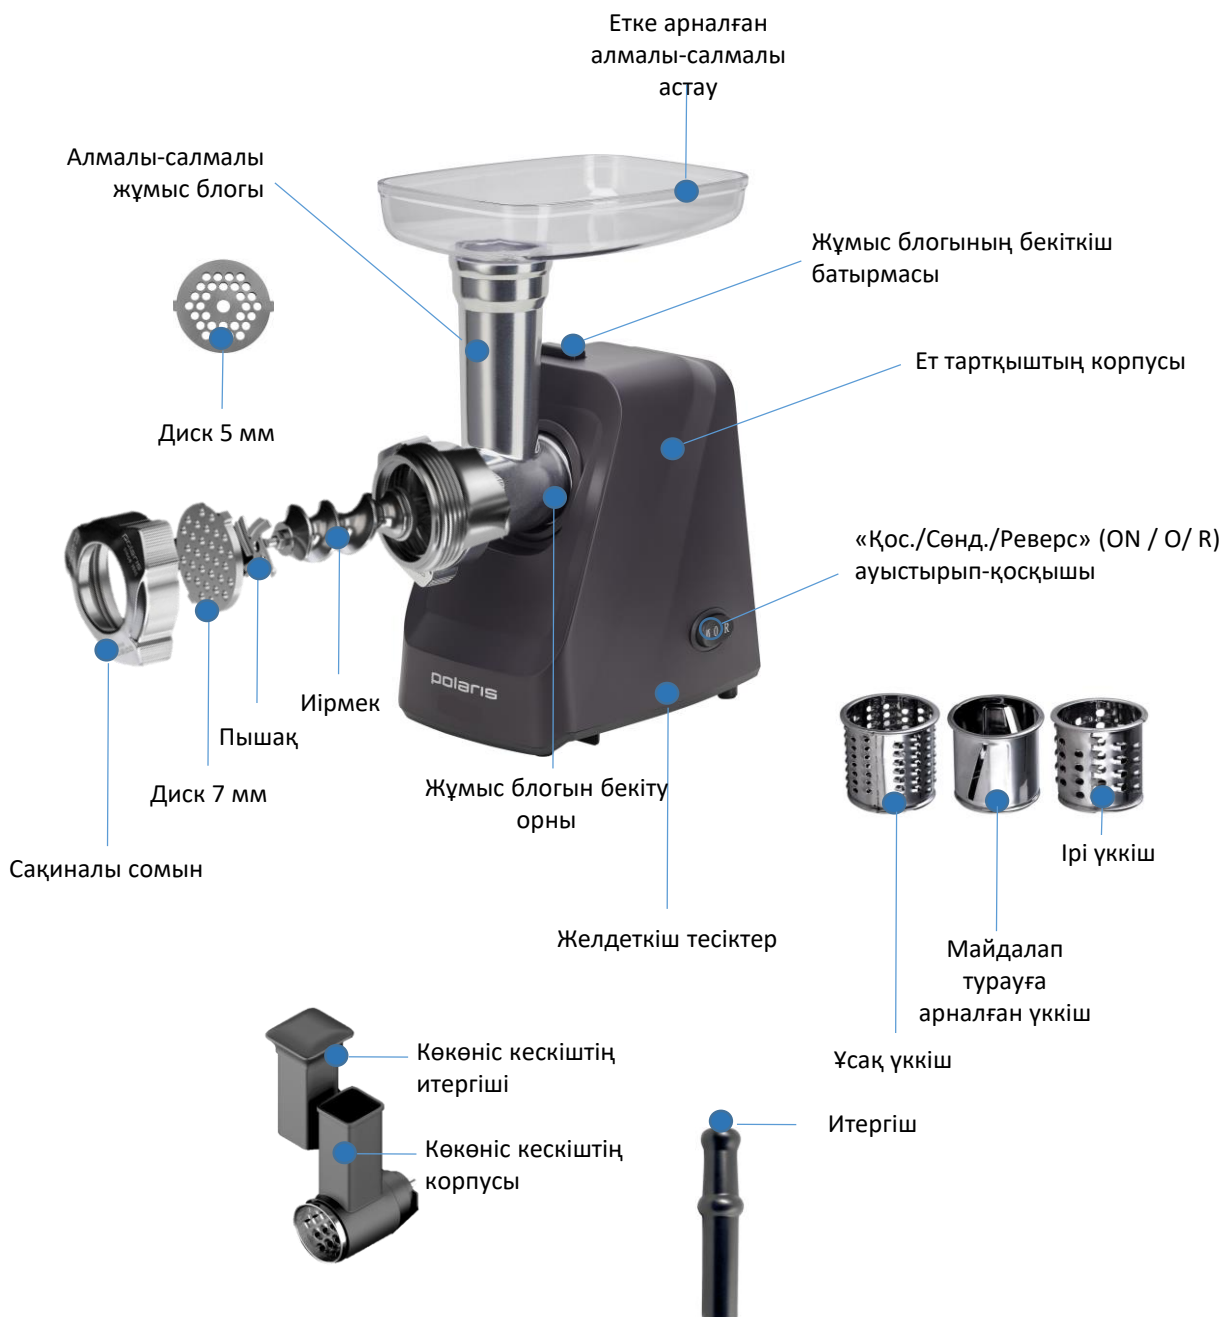 Етке арналған
алмалы-салмалы
астау
Алмалы-салмалы
жұмыс блогы
Жұмыс блогының бекіткіш
батырмасы
Ет тартқыштың корпусы
Диск 5 мм
«Қос./Сөнд./Реверс» (ON / O/ R)
ауыстырып-қосқышы
O R
polaris
Иірмек
Пышақ
Диск 7 мм
Жұмыс блогын бекіту
орны
Сақиналы сомын
Ірі үккіш
Желдеткіш тесіктер
Майдалап
турауға
арналған үккіш
Ұсақ үккіш
Көкөніс кескіштің
итергіші
Итергіш
Көкөніс кескіштің
корпусы